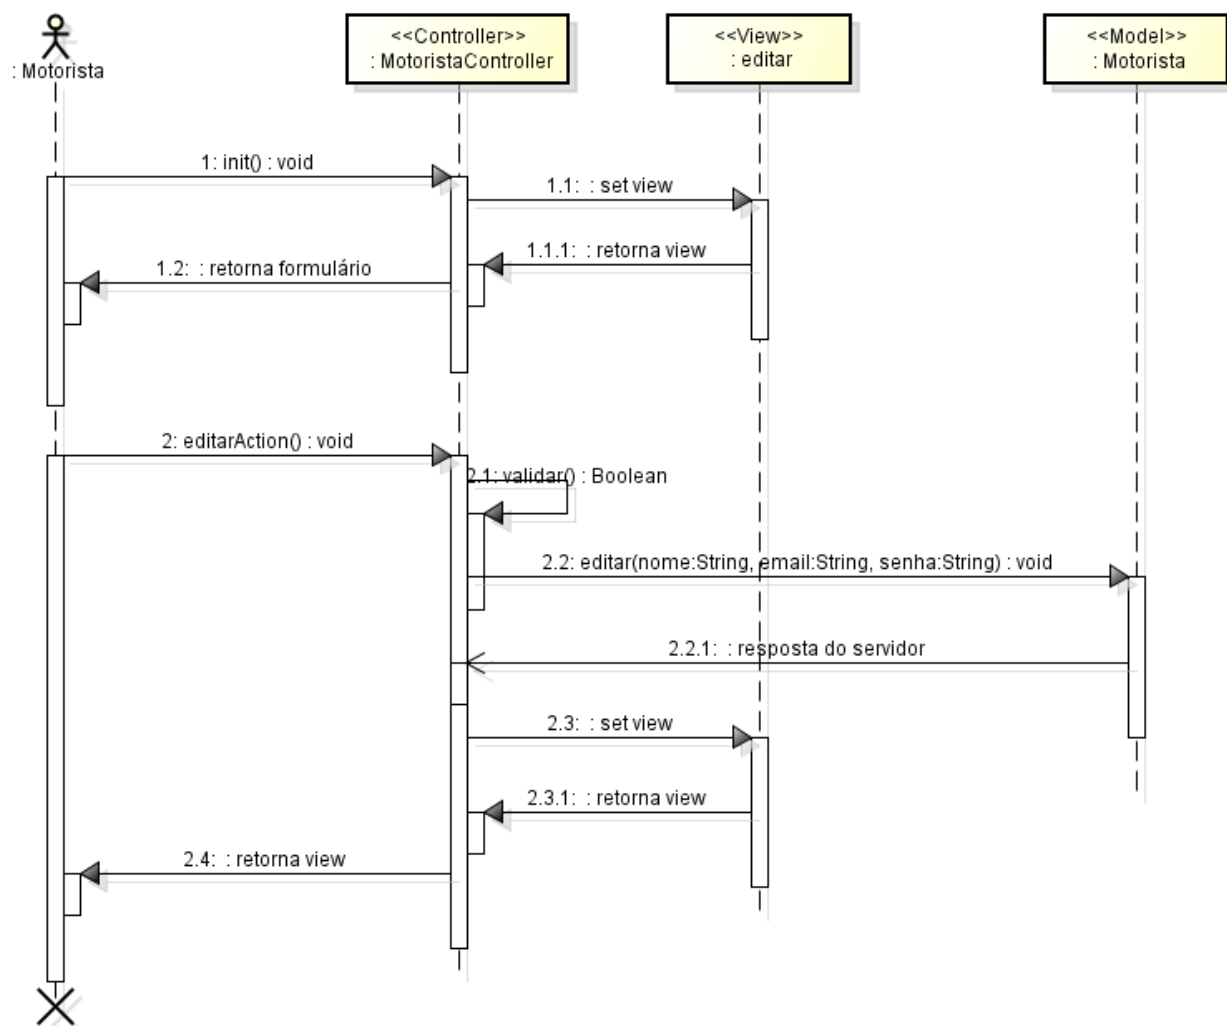 : Motorista
<<Controller>>
: MotoristaController
<<View>>
: editar
<<Model>>
: Motorista
1: init() : void
1.1:  : set view
1.1.1:  : retorna view
1.2:  : retorna formulário
2: editarAction() : void
2.1: validar() : Boolean
2.2: editar(nome:String, email:String, senha:String) : void
2.2.1:  : resposta do servidor
2.3:  : set view
2.3.1:  : retorna view
2.4:  : retorna view